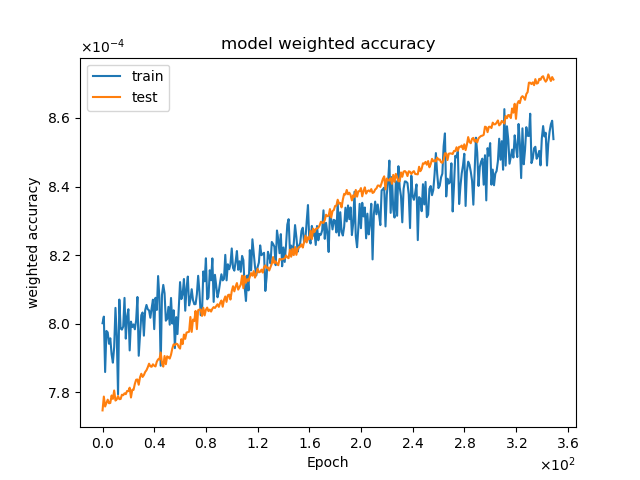 ×10⁻⁴
model weighted accuracy
train
test
8.6
8.4
8.2
8.0
7.8
weighted accuracy
0.0 0.4 0.8 1.2 1.6 2.0 2.4 2.8 3.2 3.6
Epoch
×10²